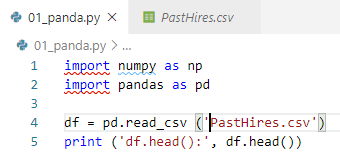 01_panda.py × PastHires.csv
01_panda.py > ...
1 import numpy as np
2 import pandas as pd
3
4 df = pd.read_csv ('PastHires.csv')
5 print ('df.head():', df.head())